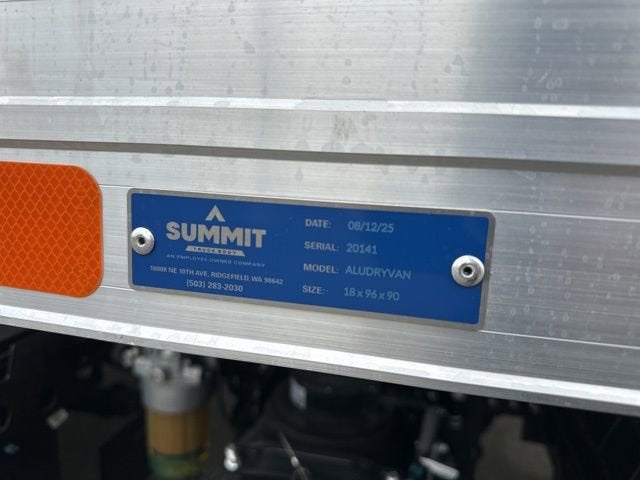 SUMMIT
TRUCK BODY
AN EMPLOYEE-OWNED COMPANY
16808 NE 10TH AVE, RIDGEFIELD, WA 98642
(503) 283-2030
DATE: 08/12/25
SERIAL: 20141
MODEL: ALUDRYVAN
SIZE: 18 x 96 x 90